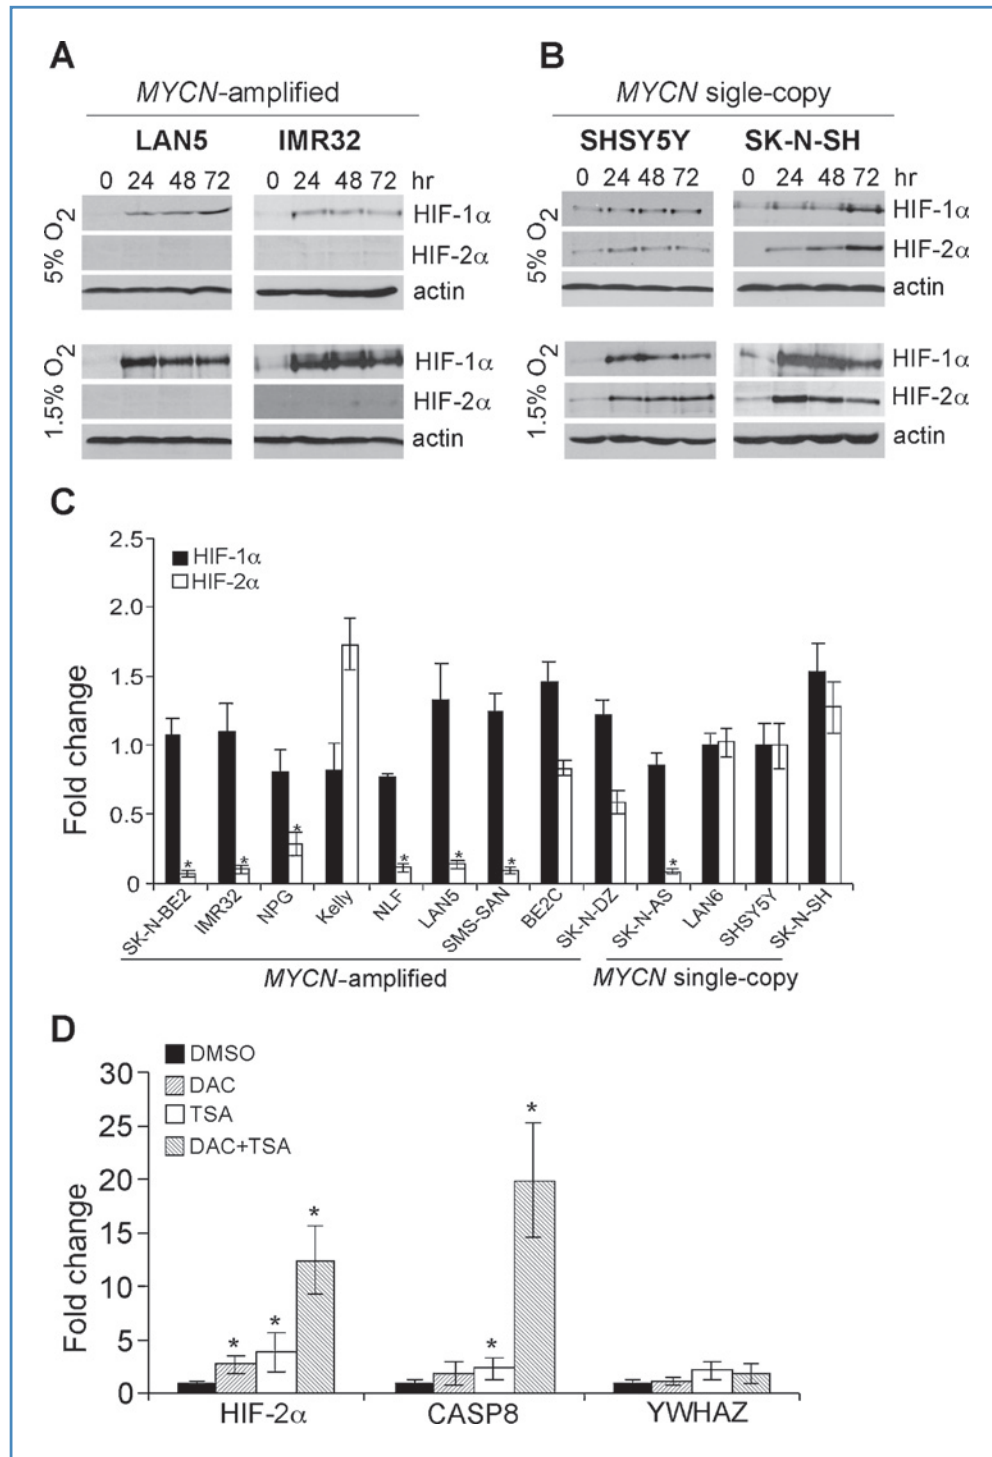 A
MYCN-amplified
LAN5 IMR32
0 24 48 72 0 24 48 72 hr
5% O2
HIF-1α
HIF-2α
actin
1.5% O2
HIF-1α
HIF-2α
actin
B
MYCN sigle-copy
SHSY5Y SK-N-SH
0 24 48 72 0 24 48 72 hr
5% O2
HIF-1α
HIF-2α
actin
1.5% O2
HIF-1α
HIF-2α
actin
C
Fold change
2.5
2.0
1.5
1.0
0.5
0
HIF-1α
HIF-2α
* * * * * * *
SK-N-BE2 IMR32 NPG Kelly NLF LAN5 SMS-SAN BE2C SK-N-DZ SK-N-AS LAN6 SHSY5Y SK-N-SH
MYCN-amplified MYCN single-copy
D
DMSO
DAC
TSA
DAC+TSA
Fold change
30
25
20
15
10
5
0
* * * * *
HIF-2α CASP8 YWHAZ